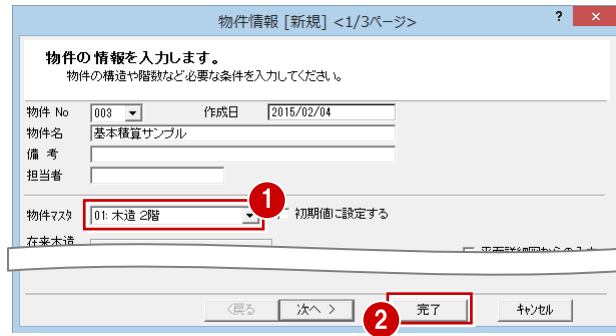 物件情報 [新規] <1/3ページ>
? ×
物件の情報を入力します。
物件の構造や階数など必要な条件を入力してください。
物件 No 003 作成日 2015/02/04
物件名 基本積算サンプル
備 考
担当者
1
物件マスタ 01: 木造 2階 初期値に設定する
在来木造
<戻る 次へ > 2 完了 キャンセル